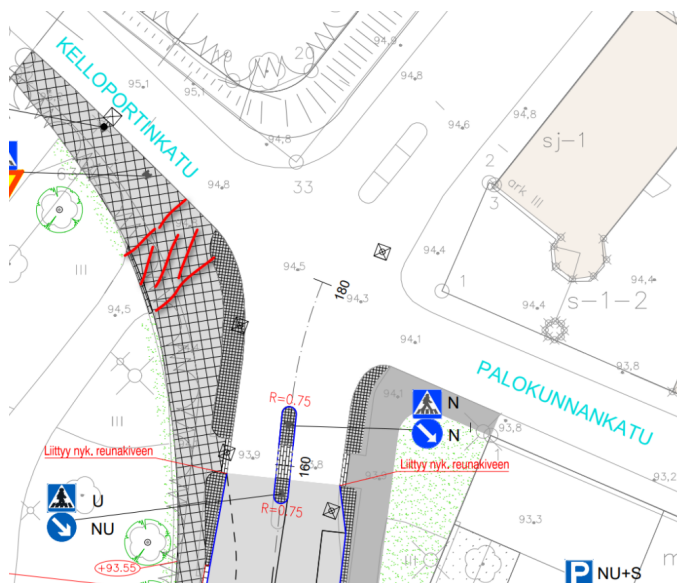 KELLOPORTINKATU
20
94,9
95,1
95,1
94,8
94,8
94,6
94,8
sj-1
63
94,8
33
2
ark III
3
94,5
94,4
94,4
1
s-1-2
94,4
III
94,5
180
94,3
94,1
93,8
PALOKUNNANKATU
R=0.75
94,1
N
N
93,8
1
III
Liittyy nyk. reunakiveen
93,9
160
93,9
Liittyy nyk. reunakiveen
93,2
U
NU
R=0.75
93,3
+93.55
III
P NU+S
m